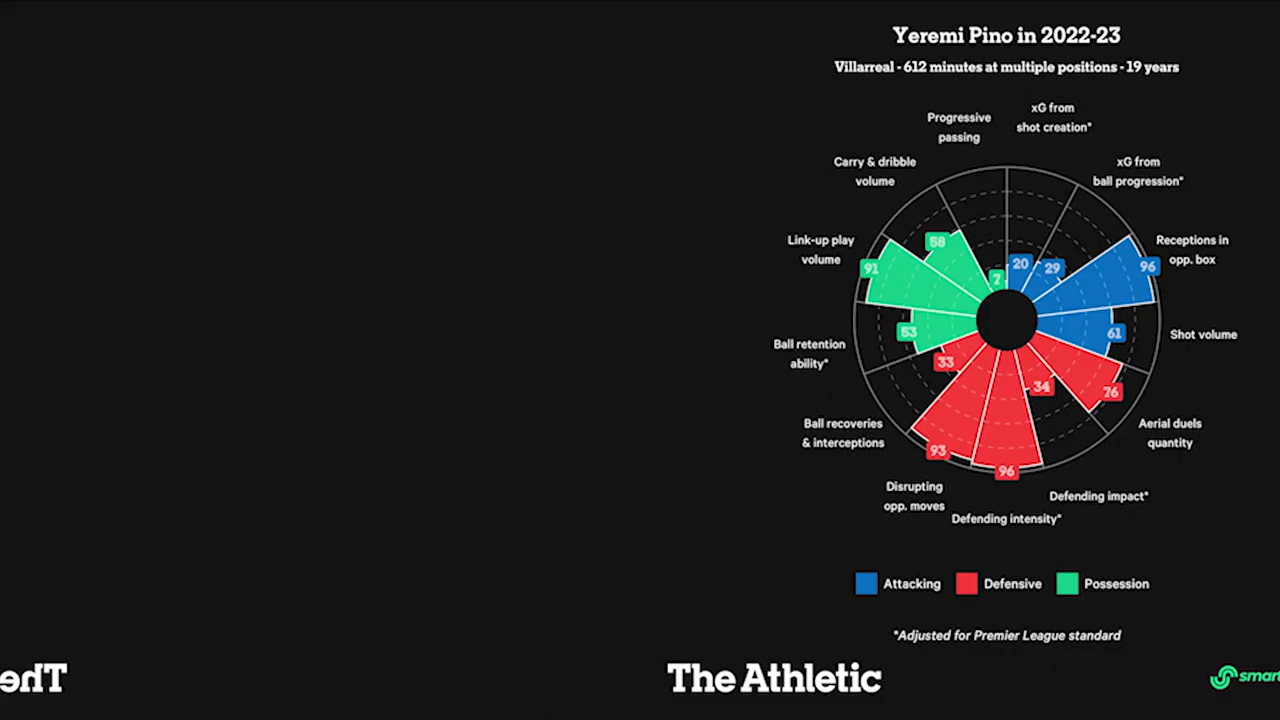 Yeremi Pino in 2022-23
Villarreal - 612 minutes at multiple positions - 19 years
xG from
shot creation*
Progressive
passing
Carry & dribble
volume
xG from
ball progression*
Link-up play
volume
Receptions in
opp. box
58
91
7
20
29
96
53
61
Shot volume
Ball retention
ability*
33
34
76
Ball recoveries
& interceptions
Aerial duels
quantity
93
96
Disrupting
opp. moves
Defending impact*
Defending intensity*
Attacking
Defensive
Possession
*Adjusted for Premier League standard
The
The Athletic
smart